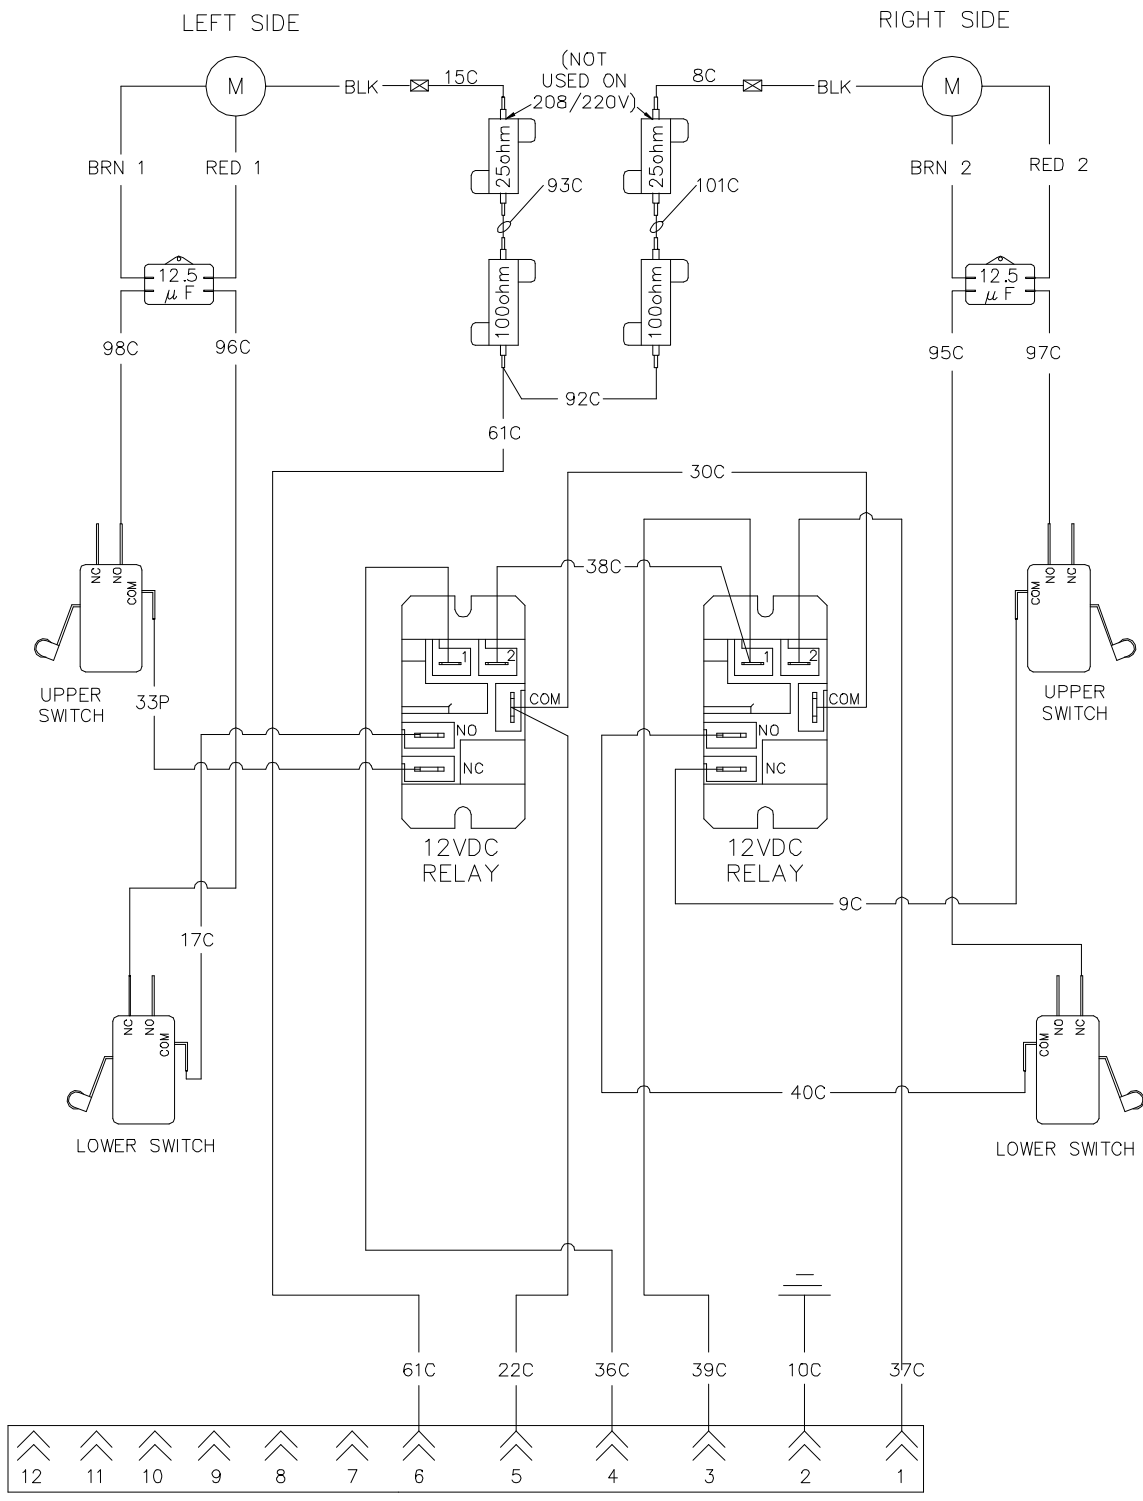 LEFT SIDE
RIGHT SIDE
(NOT
USED ON
208/220V)
M
BLK
15C
8C
BLK
M
BRN 1
RED 1
25ohm
25ohm
BRN 2
RED 2
93C
101C
12.5
µF
100ohm
100ohm
12.5
µF
98C
96C
95C
97C
92C
61C
30C
38C
NC
NO
COM
NO
NC
COM
1
2
1
2
UPPER
SWITCH
33P
COM
COM
UPPER
SWITCH
NO
NO
NC
NC
12VDC
RELAY
12VDC
RELAY
9C
17C
NC
NO
COM
NO
NC
COM
40C
LOWER SWITCH
LOWER SWITCH
61C
22C
36C
39C
10C
37C
12
11
10
9
8
7
6
5
4
3
2
1